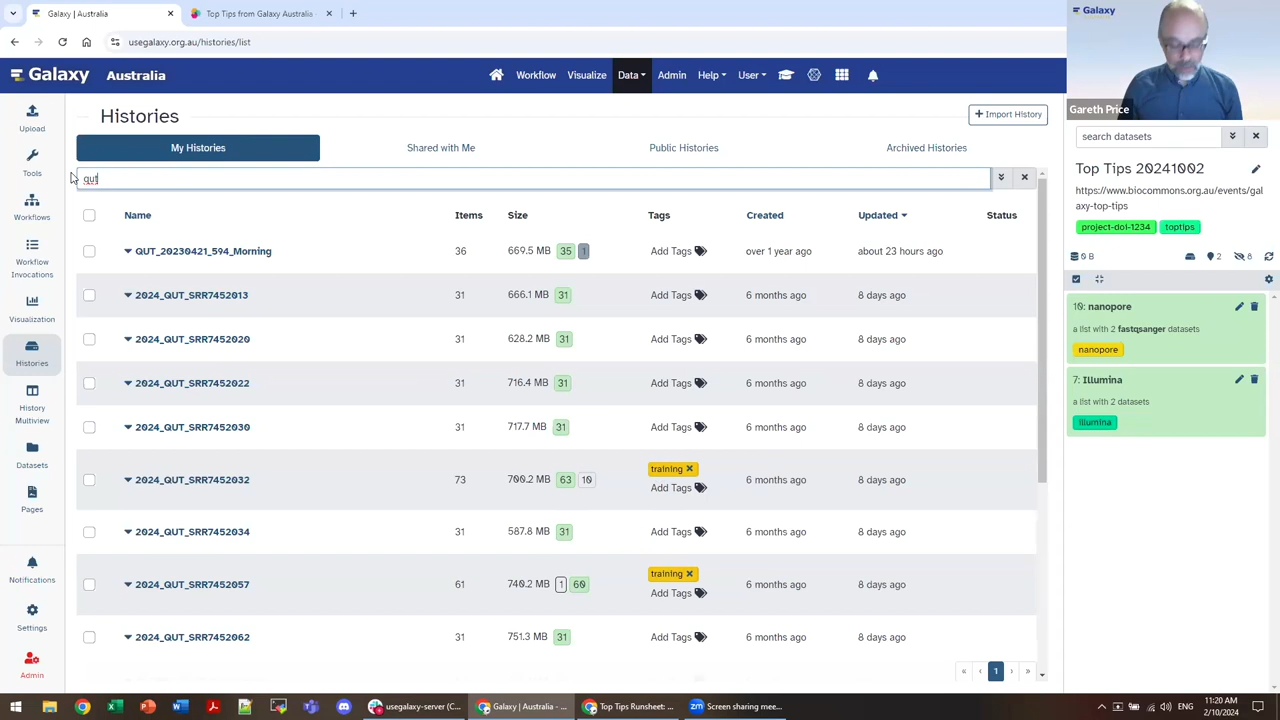 Galaxy | Australia
Top Tips from Galaxy Australia
usegalaxy.org.au/histories/list
Galaxy Australia
Workflow
Visualize
Data
Admin
Help
User
Upload
Tools
Workflows
Workflow
Invocations
Visualization
Histories
History
Multiview
Datasets
Pages
Notifications
Settings
Admin
Histories
Import History
My Histories
Shared with Me
Public Histories
Archived Histories
qut
Name Items Size Tags Created Updated Status
QUT_20230421_594_Morning 36 669.5 MB 35 1 Add Tags over 1 year ago about 23 hours ago
2024_QUT_SRR7452013 31 666.1 MB 31 Add Tags 6 months ago 8 days ago
2024_QUT_SRR7452020 31 628.2 MB 31 Add Tags 6 months ago 8 days ago
2024_QUT_SRR7452022 31 716.4 MB 31 Add Tags 6 months ago 8 days ago
2024_QUT_SRR7452030 31 717.7 MB 31 Add Tags 6 months ago 8 days ago
training
2024_QUT_SRR7452032 73 700.2 MB 63 10 6 months ago 8 days ago
Add Tags
2024_QUT_SRR7452034 31 587.8 MB 31 Add Tags 6 months ago 8 days ago
training
2024_QUT_SRR7452057 61 740.2 MB 1 60 6 months ago 8 days ago
Add Tags
2024_QUT_SRR7452062 31 751.3 MB 31 Add Tags 6 months ago 8 days ago
« ‹ 1 › »
Galaxy
Gareth Price
search datasets
Top Tips 20241002
https://www.biocommons.org.au/events/gal
axy-top-tips
project-doi-1234 toptips
0 B 2 8
10: nanopore
a list with 2 fastqsanger datasets
nanopore
7: Illumina
a list with 2 datasets
illumina
usegalaxy-server (C...
Galaxy | Australia - ...
Top Tips Runsheet: ...
Screen sharing mee...
ENG
11:20 AM
2/10/2024